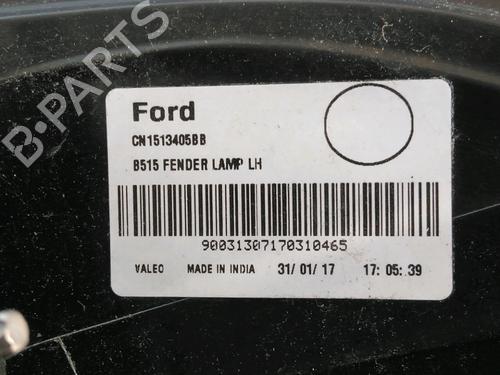 B-PARTS
Ford
CN1513405BB
B515 FENDER LAMP LH
90031307170310465
VALEO MADE IN INDIA 31/01/17 17:05:39